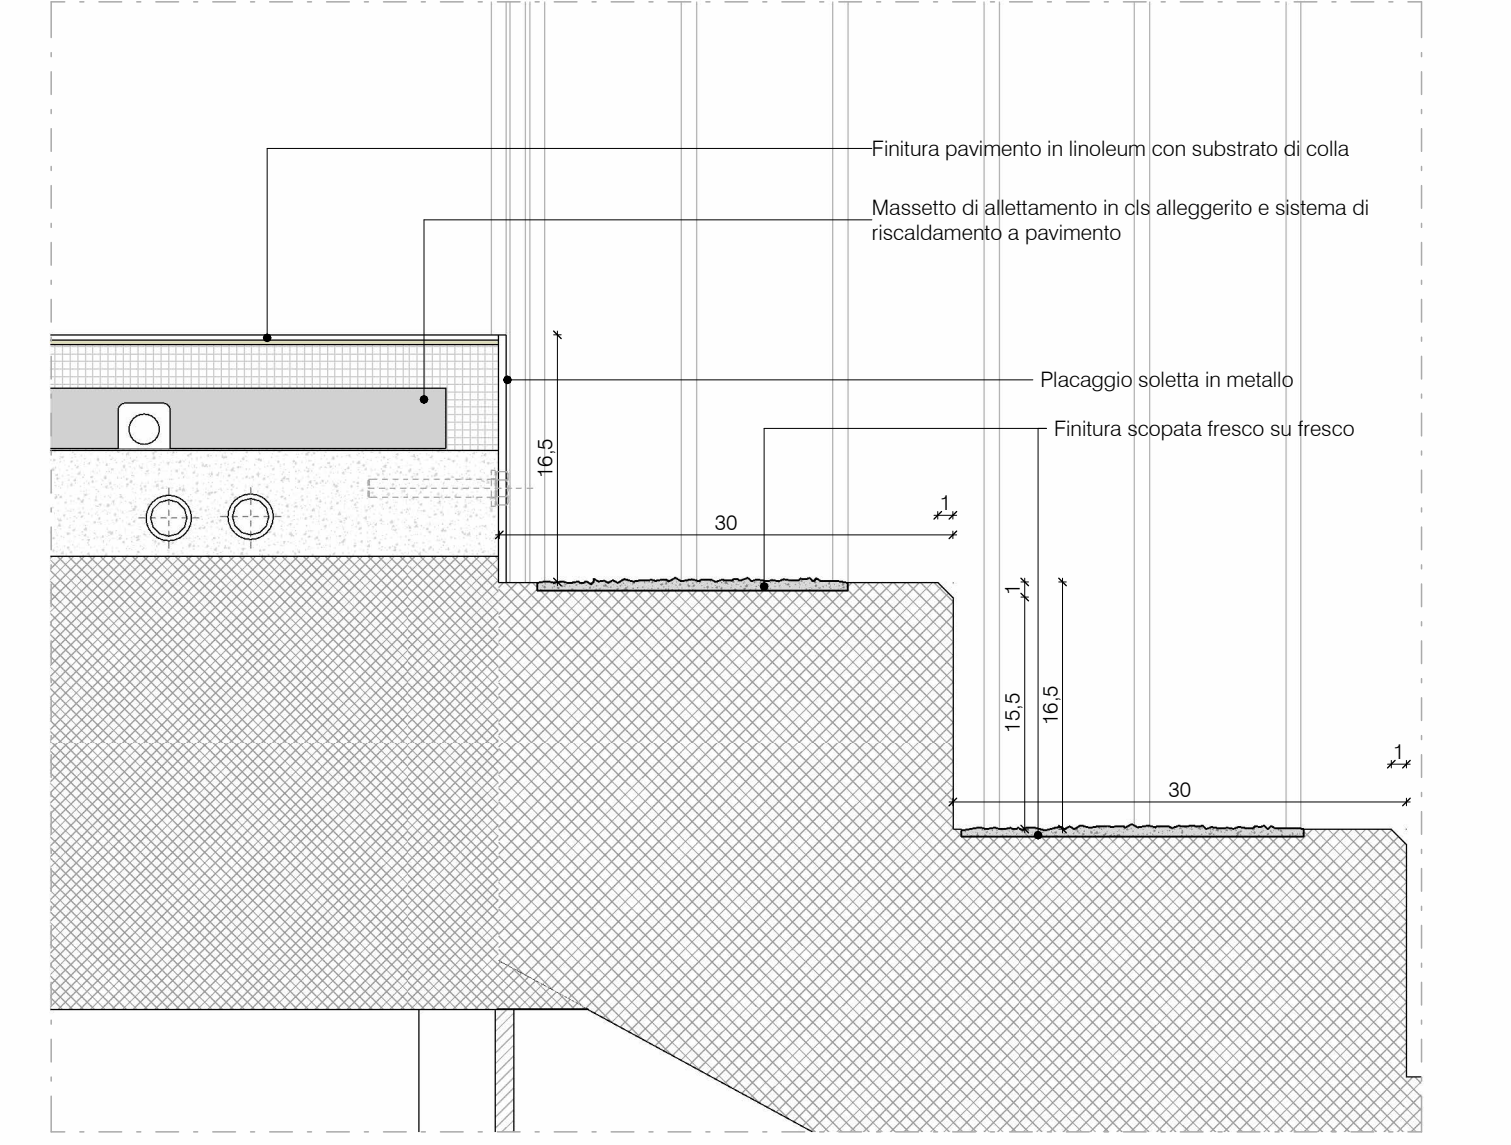 Finitura pavimento in linoleum con substrato di colla
Massetto di allettamento in cls alleggerito e sistema di
riscaldamento a pavimento
Placaggio soletta in metallo
Finitura scopata fresco su fresco
16,5
1
30
1
15,5
16,5
1
30